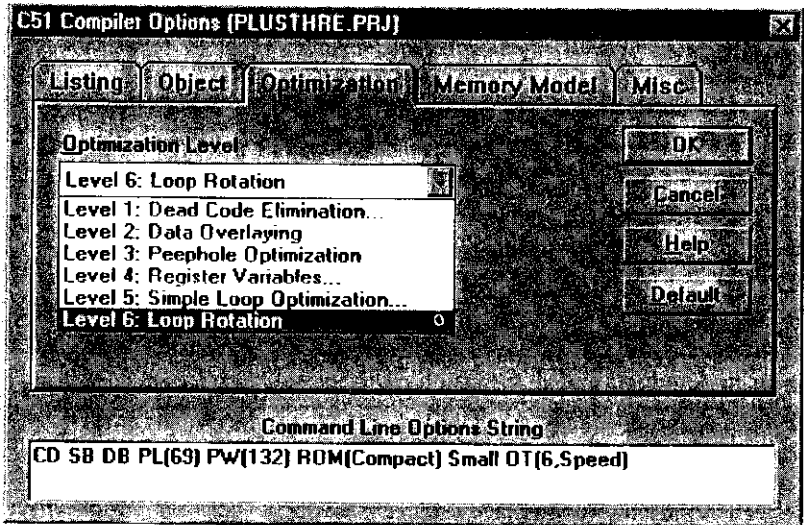 C51 Compiler Options (PLUS1HRE.PRJ)
Listing Object Optimization Memory Model Misc
Optimization Level
Level 6: Loop Rotation
Level 1: Dead Code Elimination...
Level 2: Data Overlaying
Level 3: Peephole Optimization
Level 4: Register Variables...
Level 5: Simple Loop Optimization...
Level 6: Loop Rotation
OK
Cancel
Help
Default
Command Line Options String
CD SB DB PL(69) PW(132) ROM(Compact) Small OT(6,Speed)